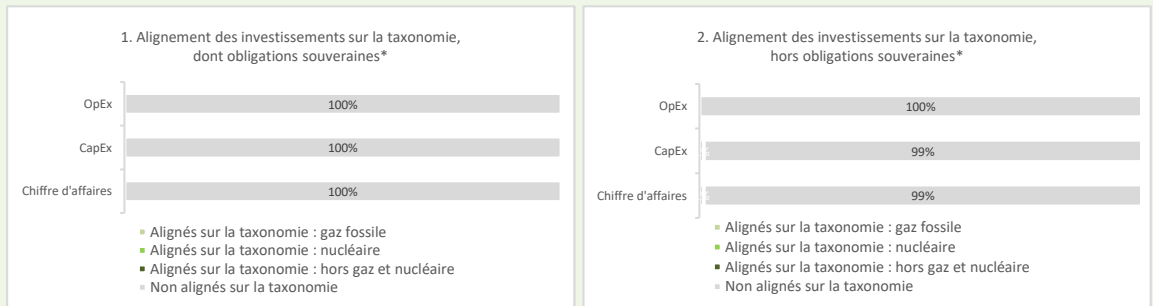 1. Alignement des investissements sur la taxonomie,
dont obligations souveraines*
OpEx
100%
CapEx
100%
Chiffre d'affaires
100%
Alignés sur la taxonomie : gaz fossile
Alignés sur la taxonomie : nucléaire
Alignés sur la taxonomie : hors gaz et nucléaire
Non alignés sur la taxonomie
2. Alignement des investissements sur la taxonomie,
hors obligations souveraines*
OpEx
100%
CapEx
99%
Chiffre d'affaires
99%
Alignés sur la taxonomie : gaz fossile
Alignés sur la taxonomie : nucléaire
Alignés sur la taxonomie : hors gaz et nucléaire
Non alignés sur la taxonomie